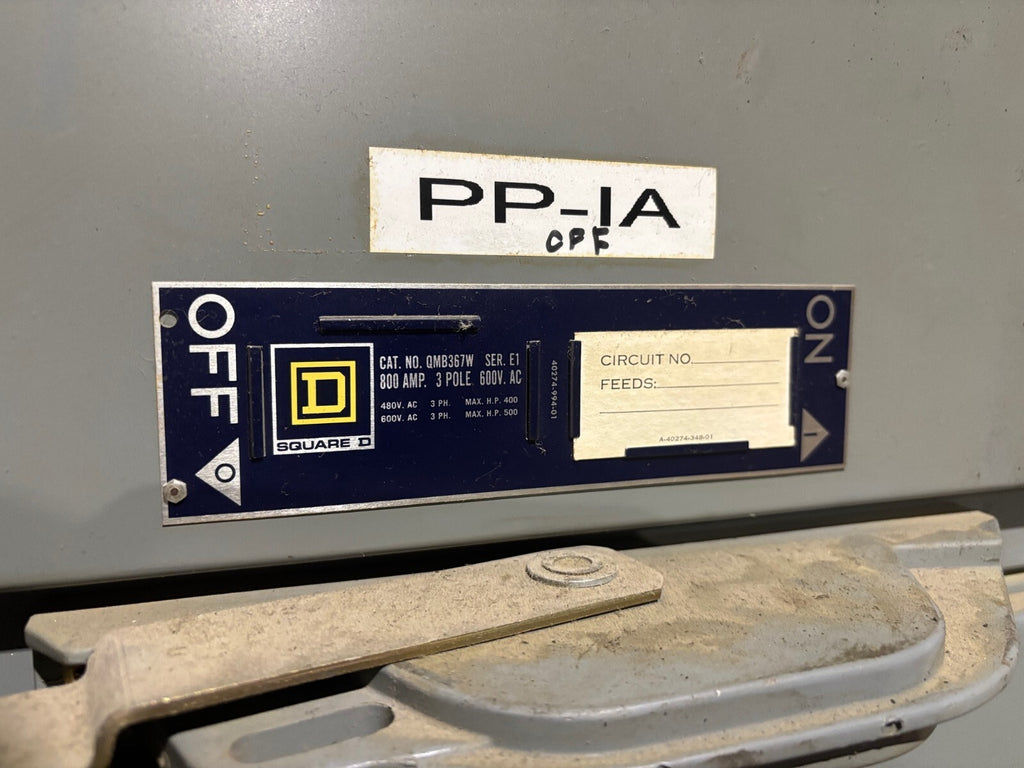 PP-1A
OFF
OFF
O
D
SQUARE D
CAT. NO. QMB367W SER. E1
800 AMP. 3 POLE 600V. AC
480V. AC 3 PH. MAX. H.P. 400
600V. AC 3 PH. MAX. H.P. 500
40274-994-01
CIRCUIT NO.
FEEDS:
A-40274-348-01
ON
I